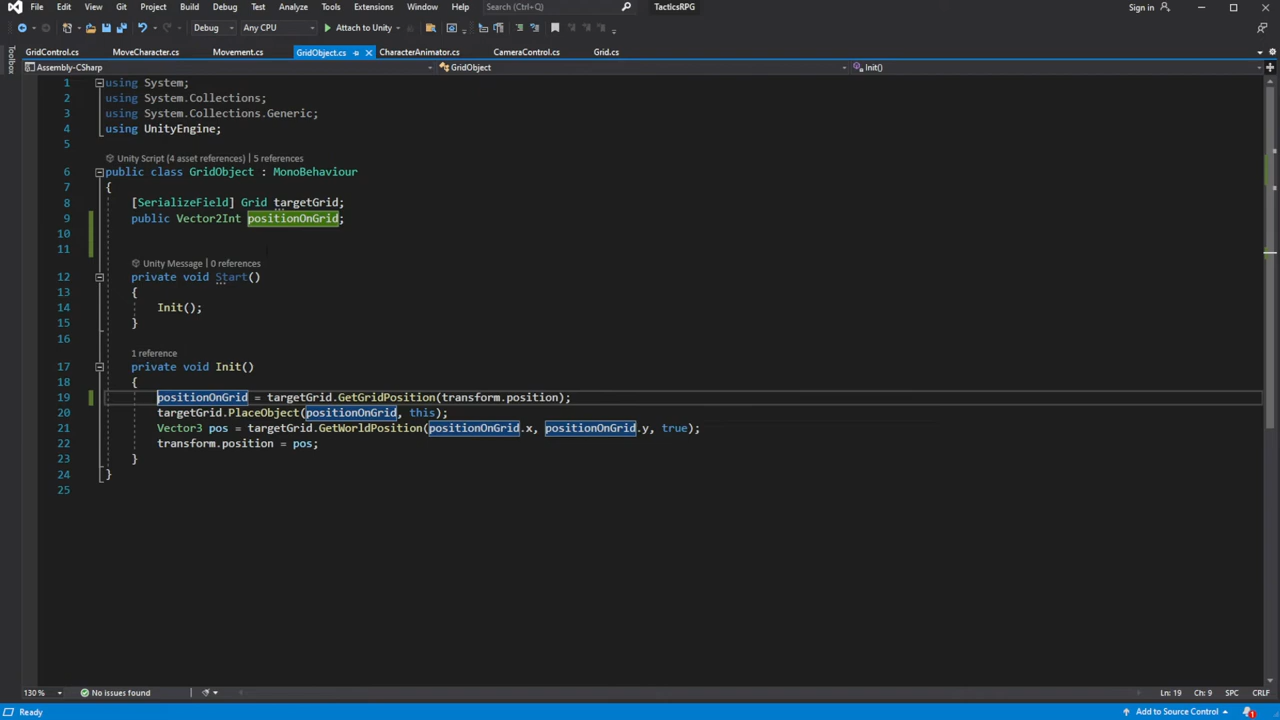 File Edit View Git Project Build Debug Test Analyze Tools Extensions Window Help Search (Ctrl+Q) TacticsRPG Sign in
Debug Any CPU Attach to Unity
GridControl.cs MoveCharacter.cs Movement.cs GridObject.cs CharacterAnimator.cs CameraControl.cs Grid.cs
Toolbox
Assembly-CSharp GridObject Init()
1 using System;
2 using System.Collections;
3 using System.Collections.Generic;
4 using UnityEngine;
5
Unity Script (4 asset references) | 5 references
6 public class GridObject : MonoBehaviour
7 {
8 [SerializeField] Grid targetGrid;
9 public Vector2Int positionOnGrid;
10
11
Unity Message | 0 references
12 private void Start()
13 {
14 Init();
15 }
16
1 reference
17 private void Init()
18 {
19 positionOnGrid = targetGrid.GetGridPosition(transform.position);
20 targetGrid.PlaceObject(positionOnGrid, this);
21 Vector3 pos = targetGrid.GetWorldPosition(positionOnGrid.x, positionOnGrid.y, true);
22 transform.position = pos;
23 }
24 }
25
130 % No issues found Ln: 19 Ch: 9 SPC CRLF
Ready Add to Source Control 1